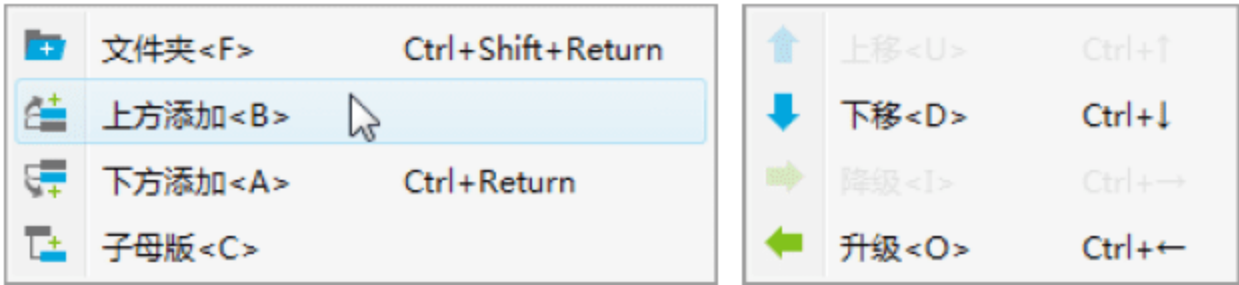 文件夹<F> Ctrl+Shift+Return
上方添加<B>
下方添加<A> Ctrl+Return
子母版<C>
上移<U> Ctrl+↑
下移<D> Ctrl+↓
降级<I> Ctrl+→
升级<O> Ctrl+←